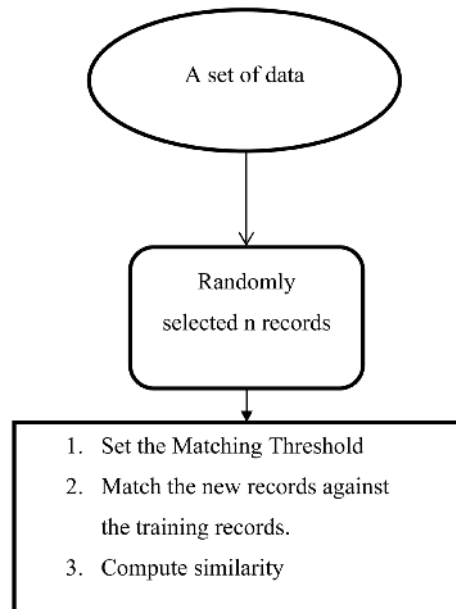 A set of data
Randomly
selected n records
1. Set the Matching Threshold
2. Match the new records against
the training records.
3. Compute similarity